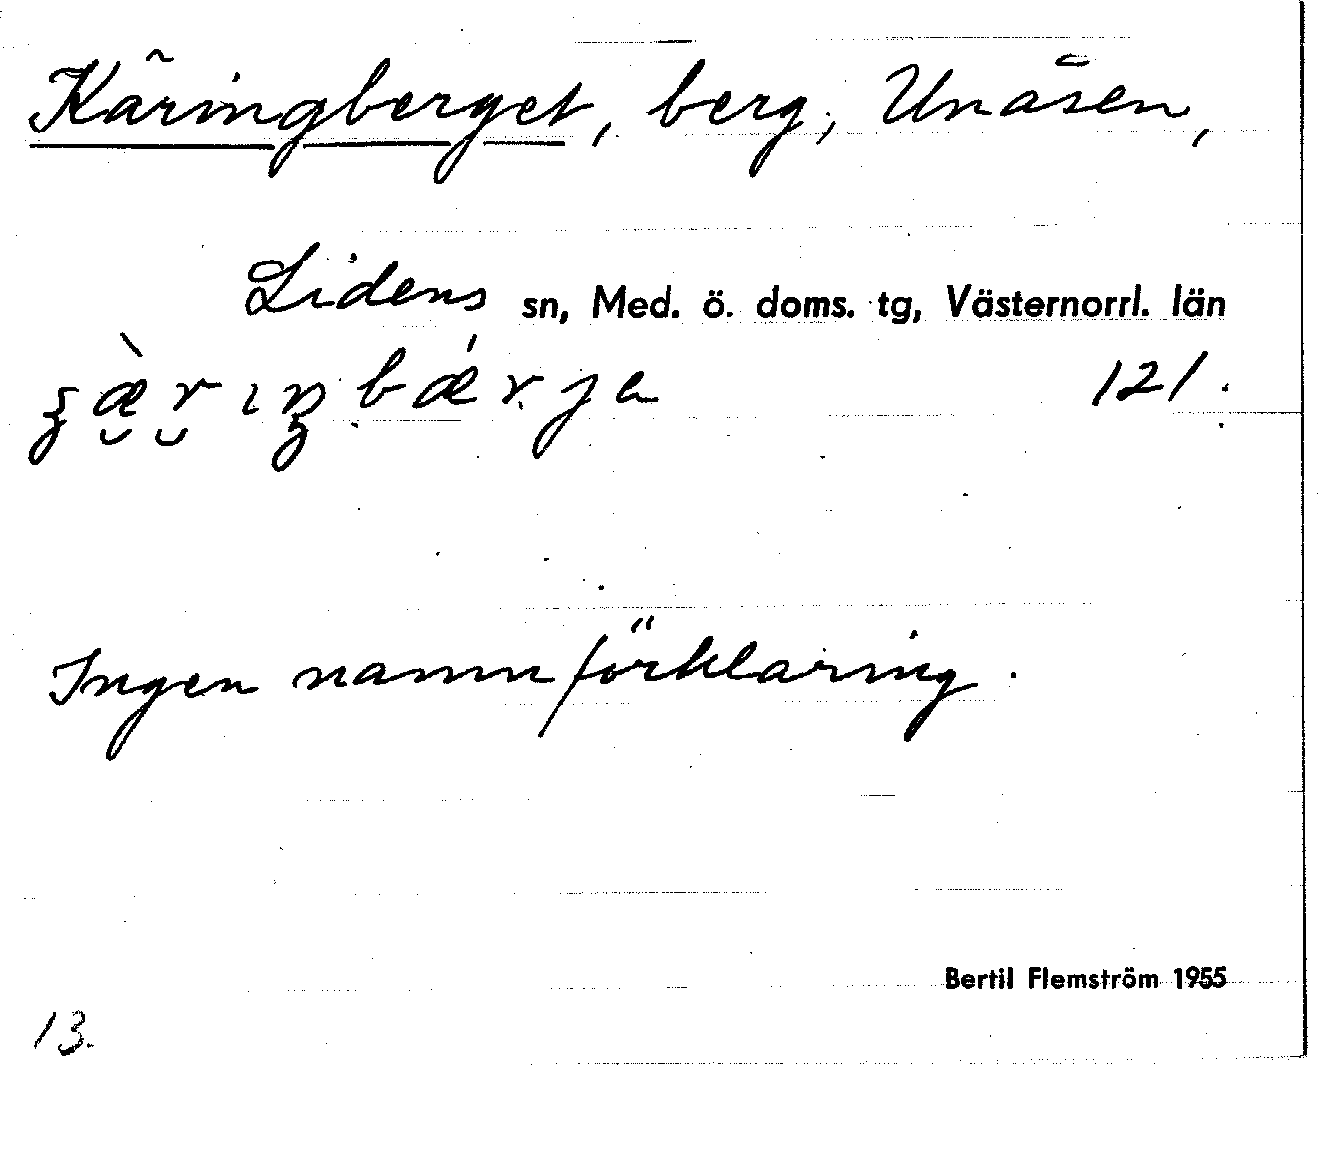 Käringberget, berg, Unåsen,
Lidens sn, Med. ö. doms. tg, Västernorrl. län
121.
Ingen namnförklaring.
Bertil Flemström 1955
13.